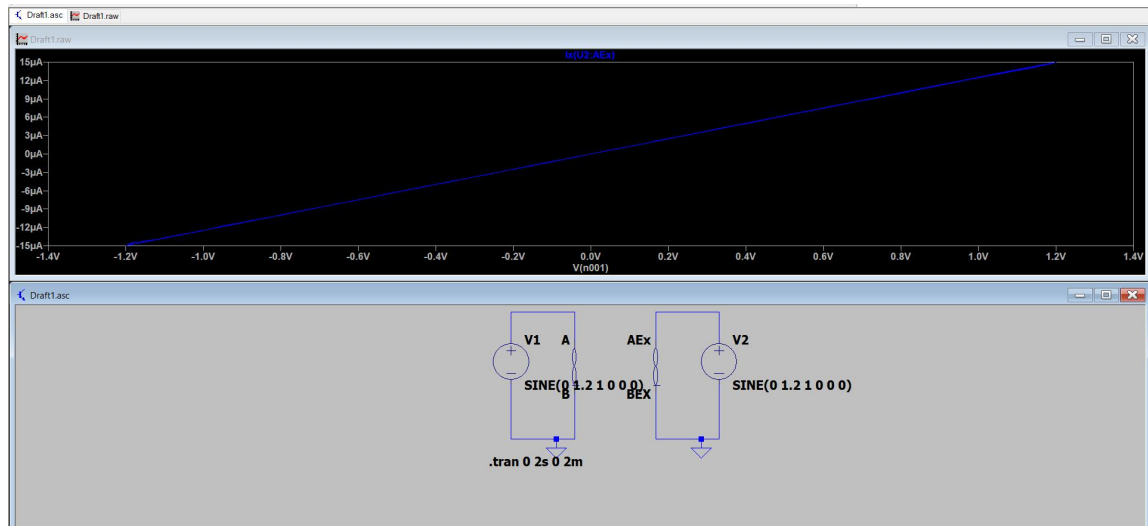 Draft1.asc Draft1.raw
Draft1.raw
Ix(U2:AEx)
15µA
12µA
9µA
6µA
3µA
0µA
-3µA
-6µA
-9µA
-12µA
-15µA
-1.4V -1.2V -1.0V -0.8V -0.6V -0.4V -0.2V 0.0V 0.2V 0.4V 0.6V 0.8V 1.0V 1.2V 1.4V
V(n001)
Draft1.asc
V1 A AEx V2
SINE(0 1.2 1 0 0 0) SINE(0 1.2 1 0 0 0)
B BEX
.tran 0 2s 0 2m